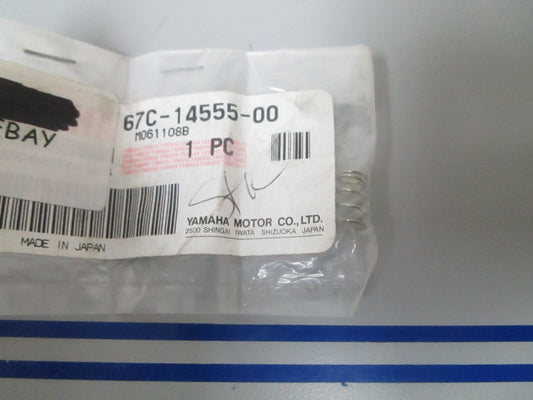 EBAY
67C-14555-00
M061108B
1 PC
YAMAHA MOTOR CO.,LTD.
2500 SHINGAI IWATA SHIZUOKA JAPAN
MADE IN JAPAN